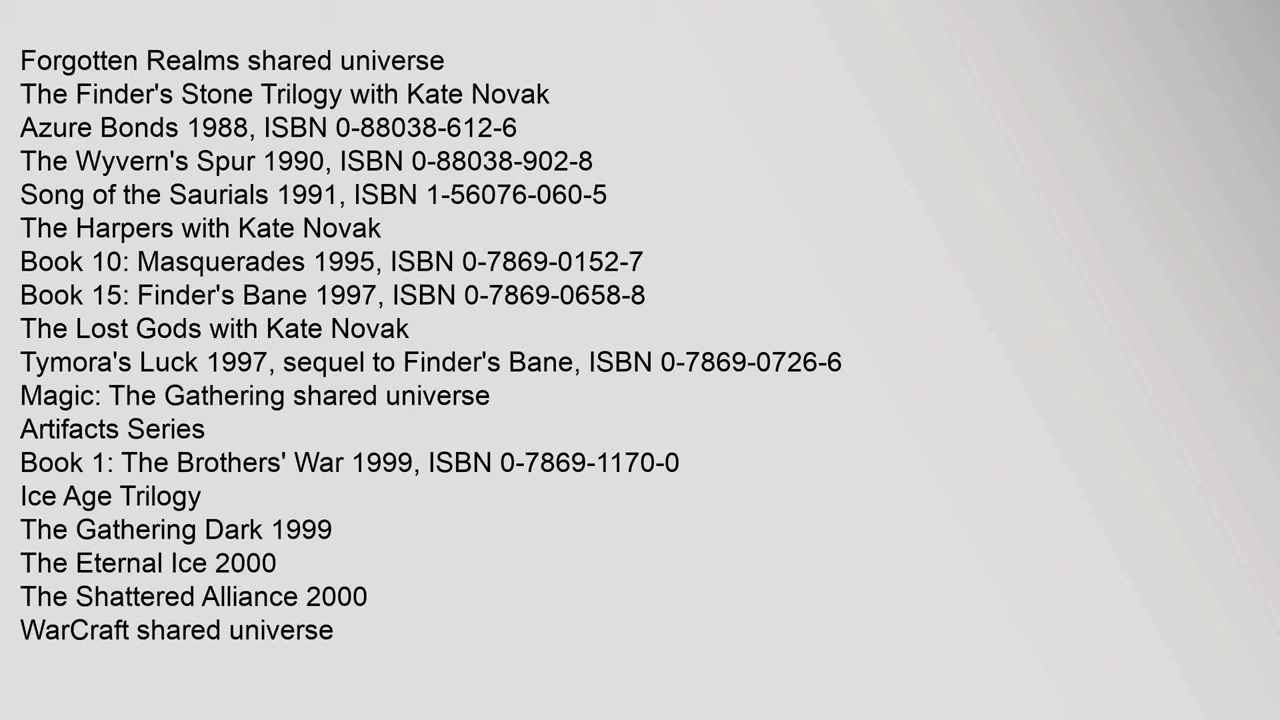 Forgotten Realms shared universe
The Finder's Stone Trilogy with Kate Novak
Azure Bonds 1988, ISBN 0-88038-612-6
The Wyvern's Spur 1990, ISBN 0-88038-902-8
Song of the Saurials 1991, ISBN 1-56076-060-5
The Harpers with Kate Novak
Book 10: Masquerades 1995, ISBN 0-7869-0152-7
Book 15: Finder's Bane 1997, ISBN 0-7869-0658-8
The Lost Gods with Kate Novak
Tymora's Luck 1997, sequel to Finder's Bane, ISBN 0-7869-0726-6
Magic: The Gathering shared universe
Artifacts Series
Book 1: The Brothers' War 1999, ISBN 0-7869-1170-0
Ice Age Trilogy
The Gathering Dark 1999
The Eternal Ice 2000
The Shattered Alliance 2000
WarCraft shared universe